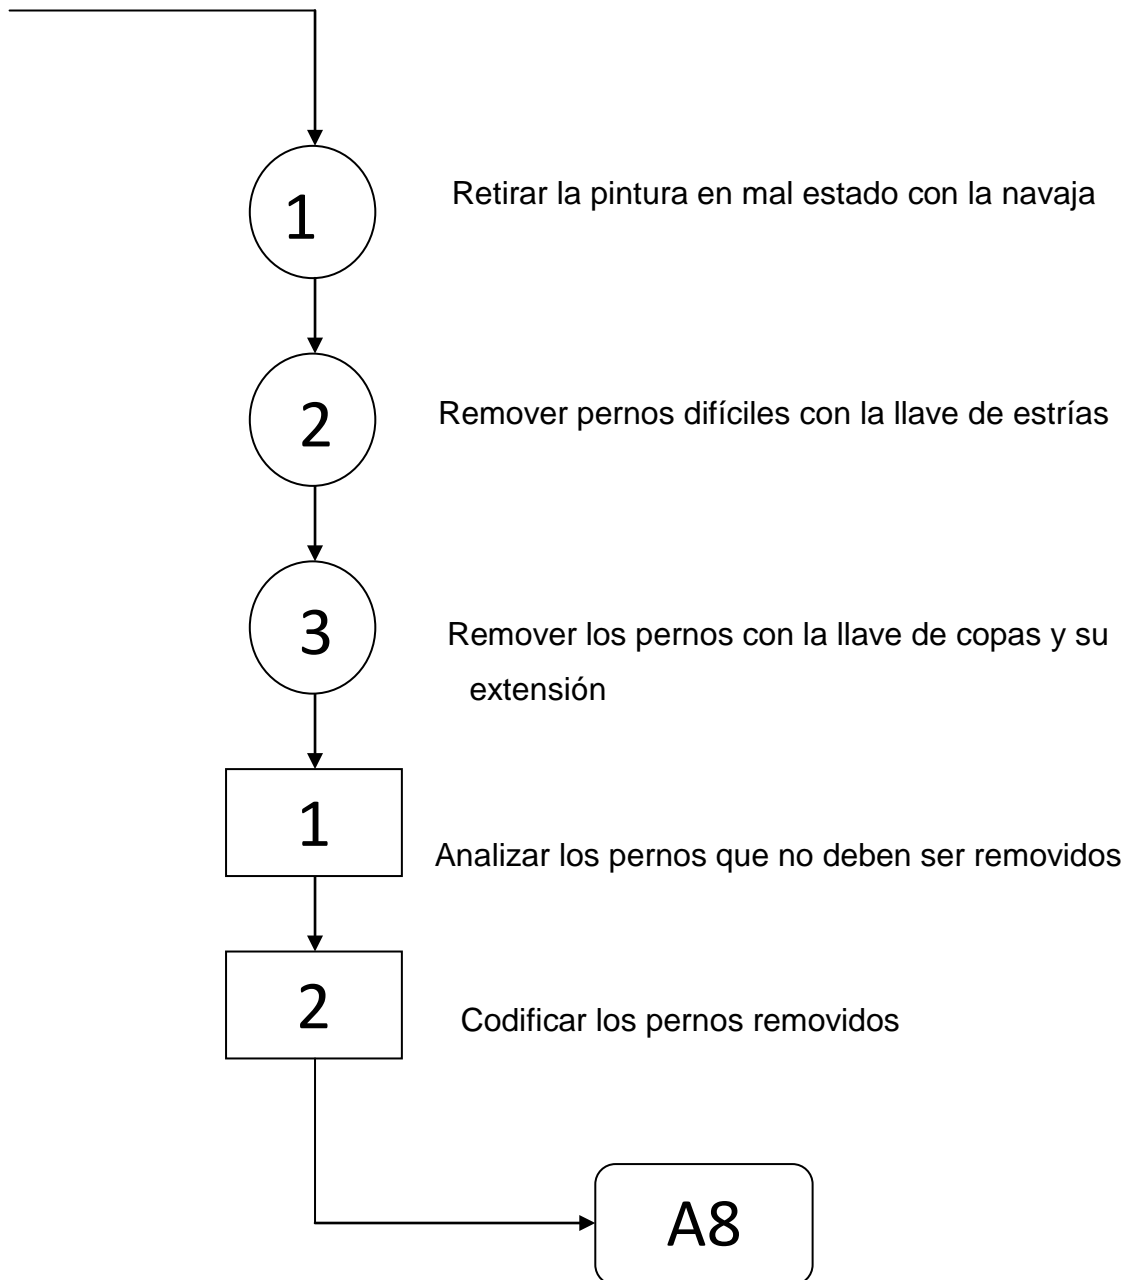 1
Retirar la pintura en mal estado con la navaja
2
Remover pernos difíciles con la llave de estrías
3
Remover los pernos con la llave de copas y su
extensión
1
Analizar los pernos que no deben ser removidos
2
Codificar los pernos removidos
A8